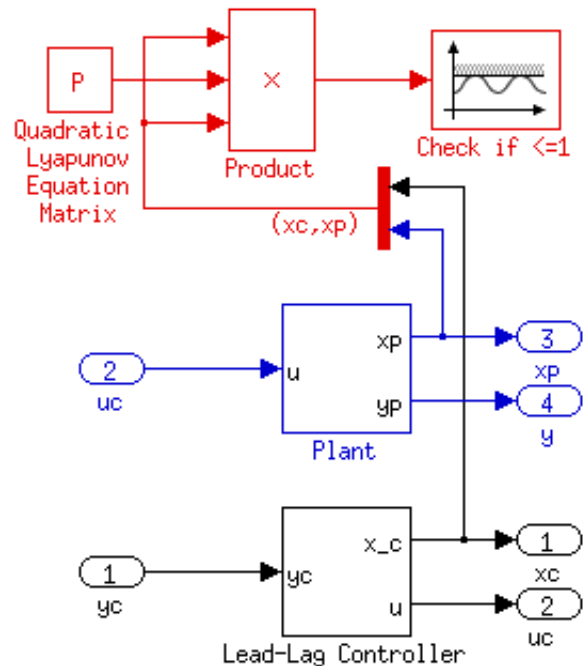 P
×
Quadratic
Lyapunov
Equation
Matrix
Product
Check if <=1
(xc,xp)
2
uc
u
xp
yp
Plant
3
xp
4
y
1
yc
yc
x_c
u
Lead-Lag Controller
1
xc
2
uc